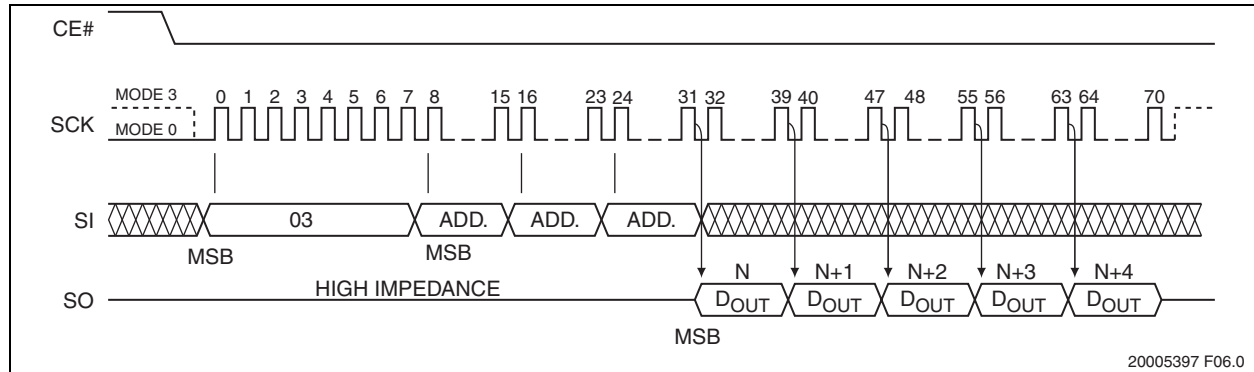 CE#
MODE 3
SCK
MODE 0
0 1 2 3 4 5 6 7 8 15 16 23 24 31 32 39 40 47 48 55 56 63 64 70
SI
03 ADD. ADD. ADD.
MSB MSB
N N+1 N+2 N+3 N+4
HIGH IMPEDANCE
SO
DOUT DOUT DOUT DOUT DOUT
MSB
20005397 F06.0